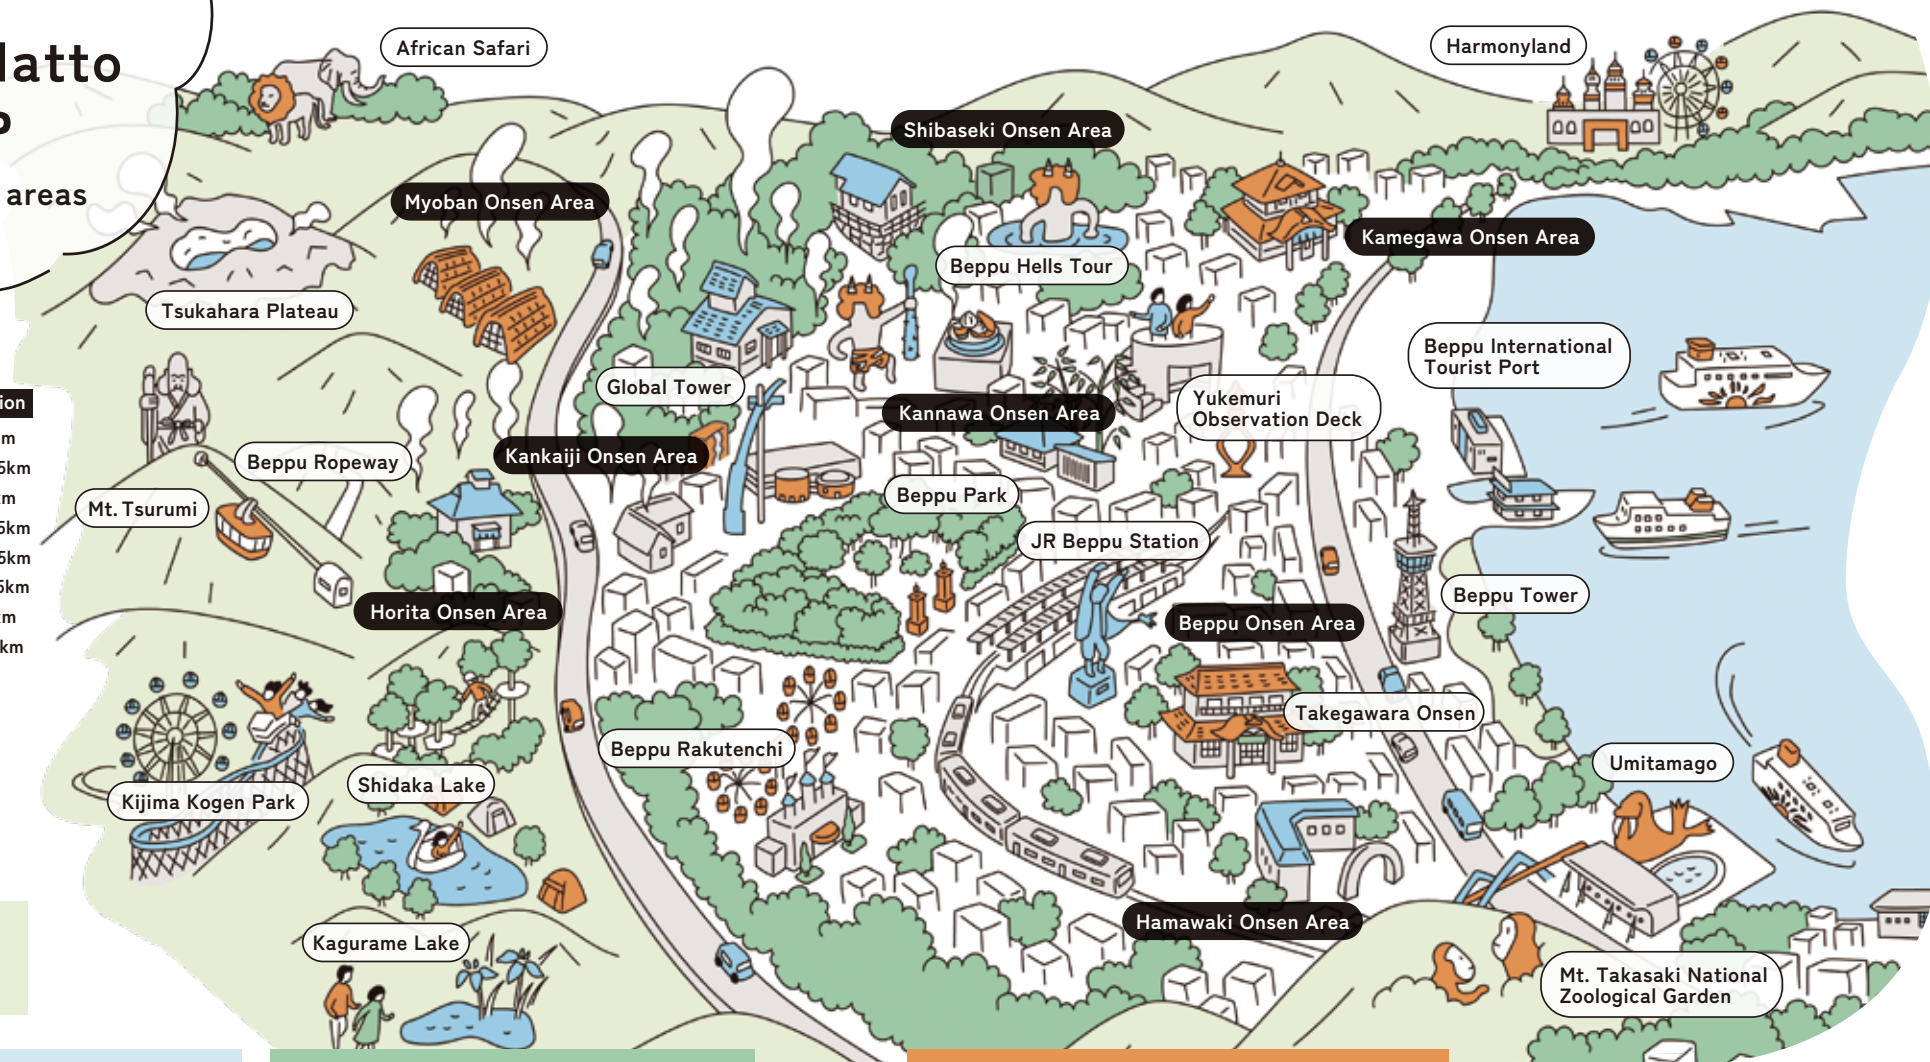 areas
African Safari
Harmonyland
Shibaseki Onsen Area
Myoban Onsen Area
Kamegawa Onsen Area
Beppu Hells Tour
Tsukahara Plateau
Beppu International
Tourist Port
Global Tower
Yukemuri
Observation Deck
Kannawa Onsen Area
Kankaiji Onsen Area
Beppu Ropeway
Beppu Park
Mt. Tsurumi
JR Beppu Station
Beppu Tower
Horita Onsen Area
Beppu Onsen Area
Takegawara Onsen
Beppu Rakutenchi
Umitamago
Shidaka Lake
Kijima Kogen Park
Hamawaki Onsen Area
Kagurame Lake
Mt. Takasaki National
Zoological Garden